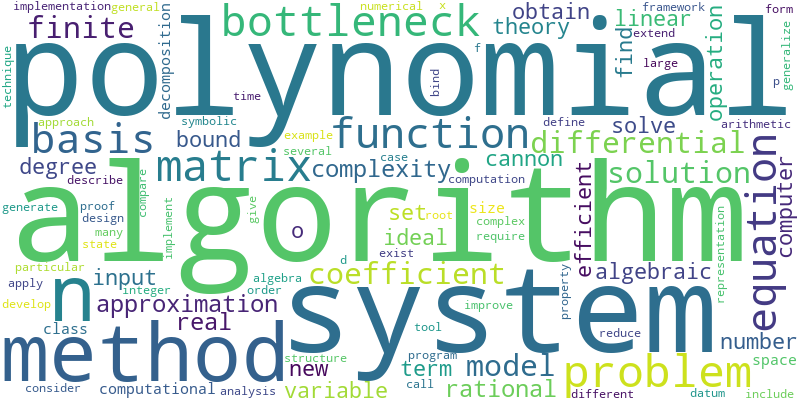 implementation general numerical x form
finite bottleneck obtain linear framework
technique decomposition theory find extend operation generalize
polynomial
time f bind large p
approach symbolic define arithmetic
basis bound example function solve differential
several
degree matrix complexity case cannon solution equation computer
describe compare computation efficient
algorithm
generate proof design implement give set root size complex require ideal representation
many o
state d exist
particular input algebra coefficient property algebraic
apply n integer order
develop approximation system improve number
class real tool reduce
method structure program term model problem space
new call
consider computational analysis variable rational different datum include